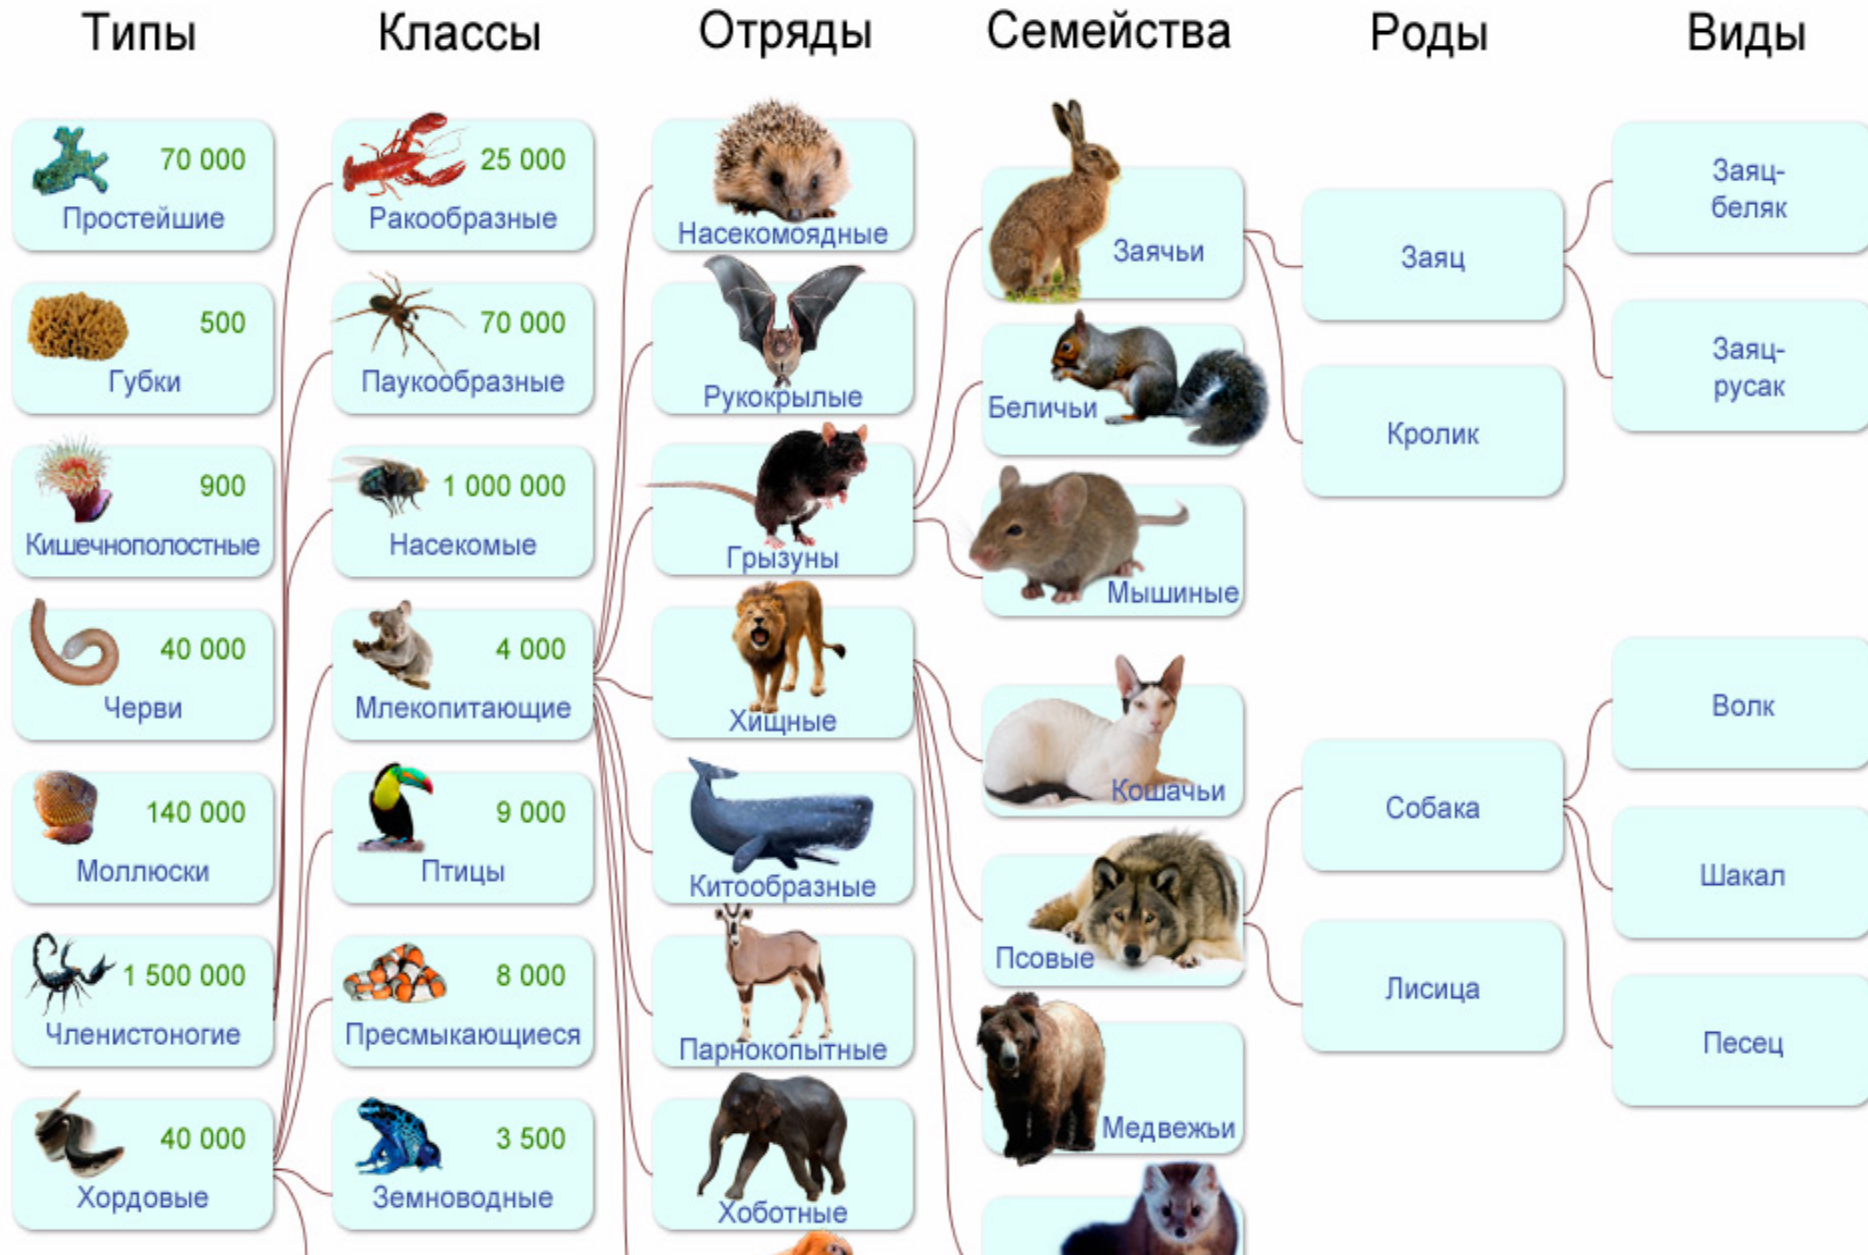 Типы
Классы
Отряды
Семейства
Роды
Виды
70 000
Простейшие
500
Губки
900
Кишечнополостные
40 000
Черви
140 000
Моллюски
1 500 000
Членистоногие
40 000
Хордовые
25 000
Ракообразные
70 000
Паукообразные
1 000 000
Насекомые
4 000
Млекопитающие
9 000
Птицы
8 000
Пресмыкающиеся
3 500
Земноводные
Насекомоядные
Рукокрылые
Грызуны
Хищные
Китообразные
Парнокопытные
Хоботные
Заячьи
Беличьи
Мышиные
Кошачьи
Псовые
Медвежьи
Заяц
Кролик
Собака
Лисица
Заяц-
беляк
Заяц-
русак
Волк
Шакал
Песец